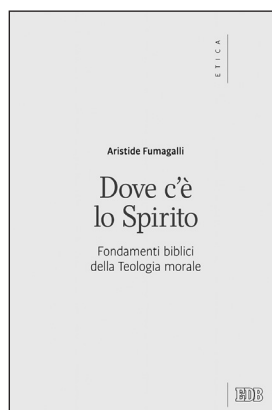 ETICA
Aristide Fumagalli
Dove c'è
lo Spirito
Fondamenti biblici
della Teologia morale
EDB